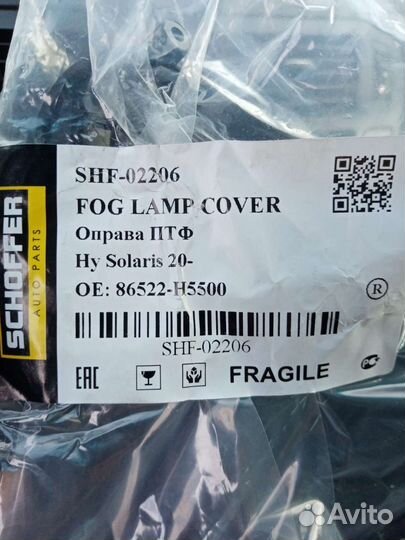 SCHOFFER
AUTO PARTS
SHF-02206
FOG LAMP COVER
Оправа ПТФ
Hy Solaris 20-
OE: 86522-H5500
®
SHF-02206
EAC
FRAGILE
Avito